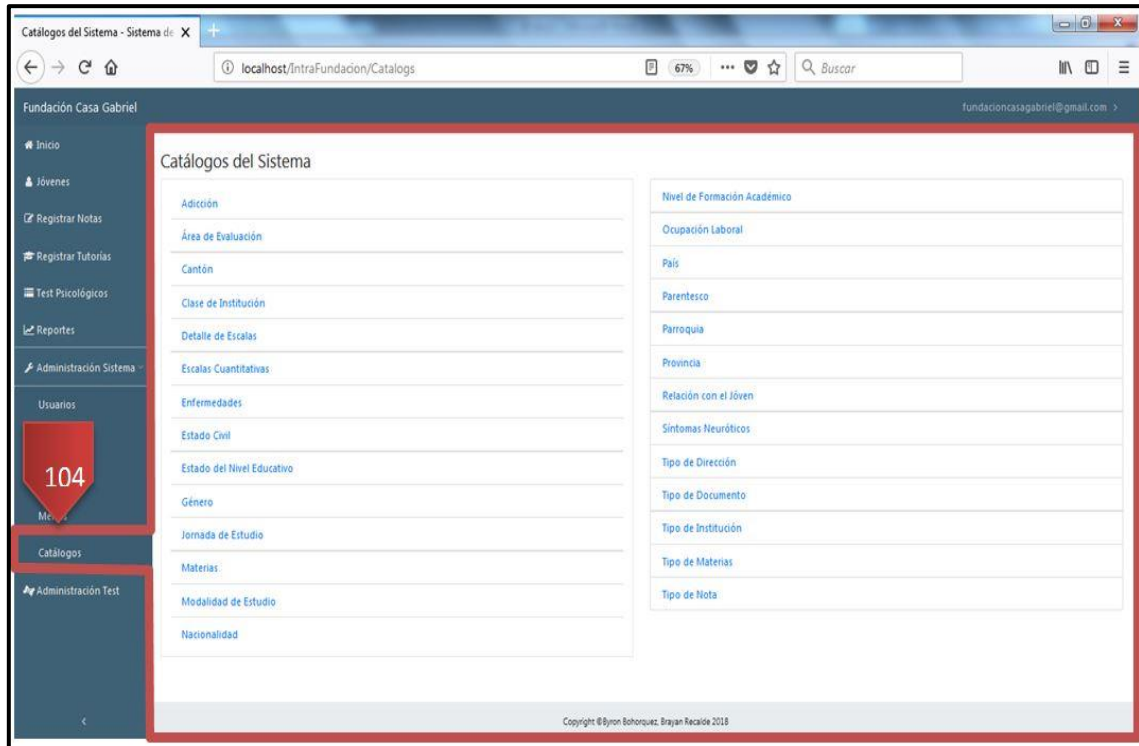 Catálogos del Sistema - Sistema de X
localhost/IntraFundacion/Catalogs
67%
Buscar
Fundación Casa Gabriel
fundacioncasagabriel@gmail.com >
Inicio
Jóvenes
Registrar Notas
Registrar Tutorías
Test Psicológicos
Reportes
Administración Sistema
Usuarios
104
Catálogos
Administración Test
Catálogos del Sistema
Adicción
Área de Evaluación
Cantón
Clase de Institución
Detalle de Escalas
Escalas Cuantitativas
Enfermedades
Estado Civil
Estado del Nivel Educativo
Género
Jornada de Estudio
Materias
Modalidad de Estudio
Nacionalidad
Nivel de Formación Académico
Ocupación Laboral
País
Parentesco
Parroquia
Provincia
Relación con el Jóven
Síntomas Neuróticos
Tipo de Dirección
Tipo de Documento
Tipo de Institución
Tipo de Materias
Tipo de Nota
Copyright ©Byron Bohorquez, Brayan Recalde 2018